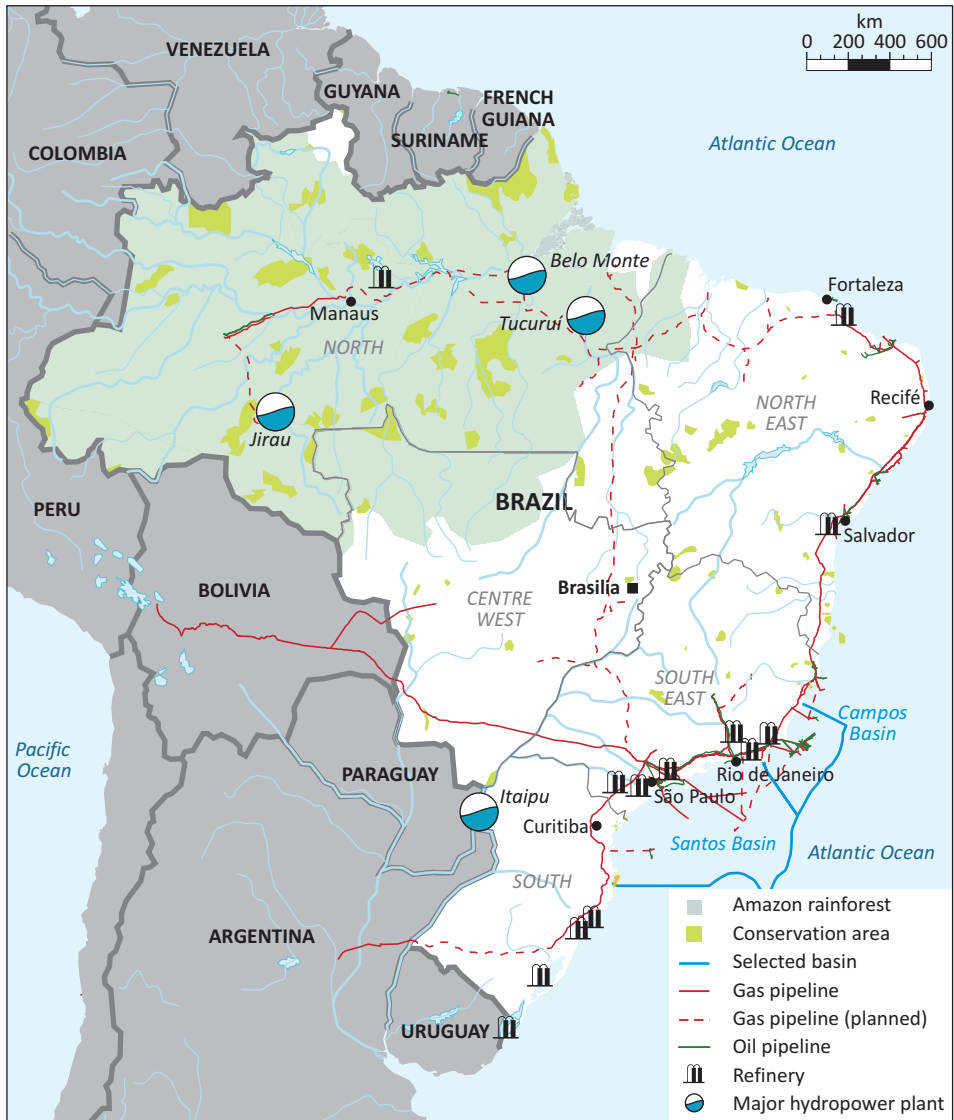 km
0 200 400 600
VENEZUELA
GUYANA
FRENCH
GUIANA
SURINAME
COLOMBIA
Atlantic Ocean
Belo Monte
Fortaleza
Manaus
Tucuruí
NORTH
Recifé
NORTH
EAST
Jirau
BRAZIL
PERU
Salvador
BOLIVIA
Brasilia
CENTRE
WEST
SOUTH
EAST
Campos
Basin
Pacific
Ocean
PARAGUAY
Rio de Janeiro
São Paulo
Itaipu
Curitiba
Santos Basin
Atlantic Ocean
SOUTH
ARGENTINA
URUGUAY
Amazon rainforest
Conservation area
Selected basin
Gas pipeline
Gas pipeline (planned)
Oil pipeline
Refinery
Major hydropower plant